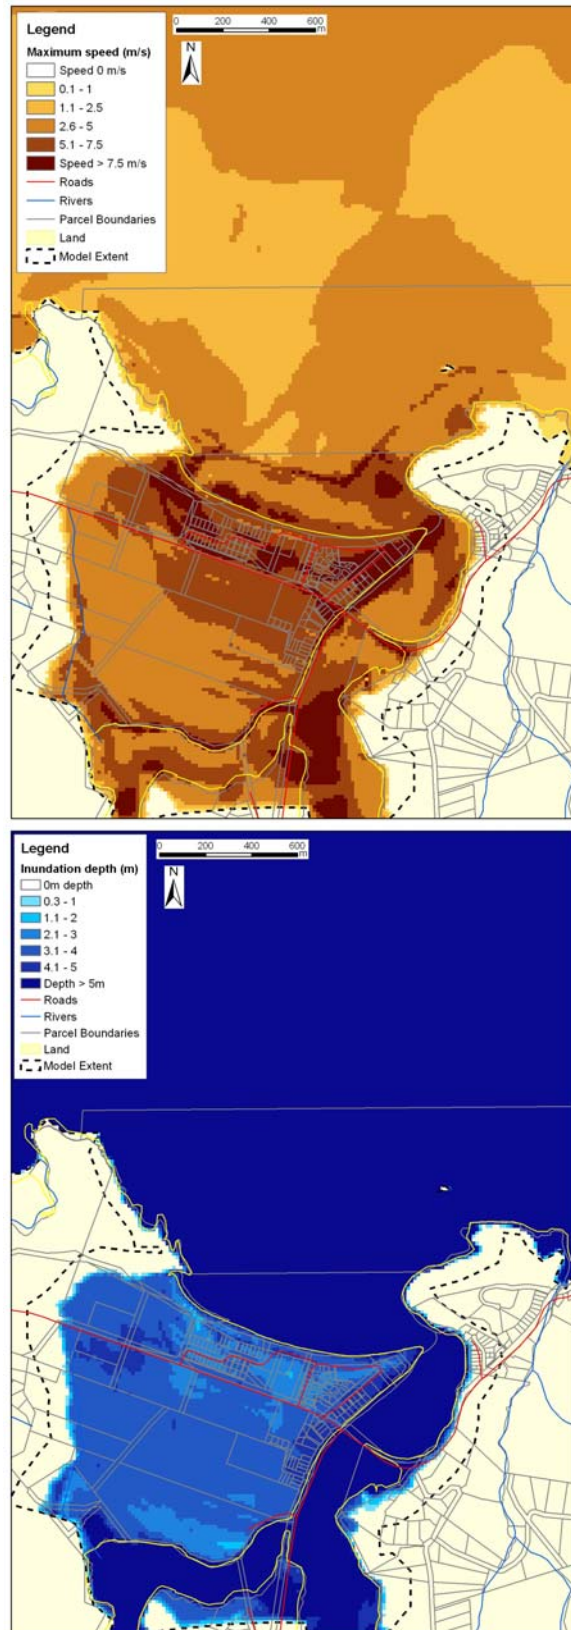 Legend
Maximum speed (m/s)
Speed 0 m/s
0.1 - 1
1.1 - 2.5
2.6 - 5
5.1 - 7.5
Speed > 7.5 m/s
Roads
Rivers
Parcel Boundaries
Land
Model Extent
0 200 400 600
m
N
Legend
Inundation depth (m)
0m depth
0.3 - 1
1.1 - 2
2.1 - 3
3.1 - 4
4.1 - 5
Depth > 5m
Roads
Rivers
Parcel Boundaries
Land
Model Extent
0 200 400 600
m
N